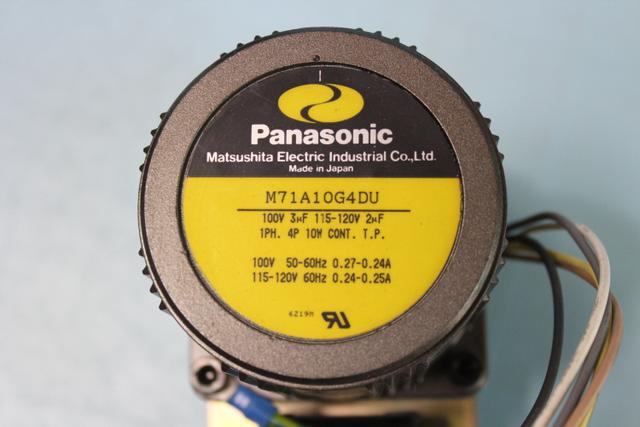 Panasonic
Matsushita Electric Industrial Co.,Ltd.
Made in Japan
M71A10G4DU
100V 3µF 115-120V 2µF
1PH. 4P 10W CONT. T.P.
100V 50-60Hz 0.27-0.24A
115-120V 60Hz 0.24-0.25A
6219M